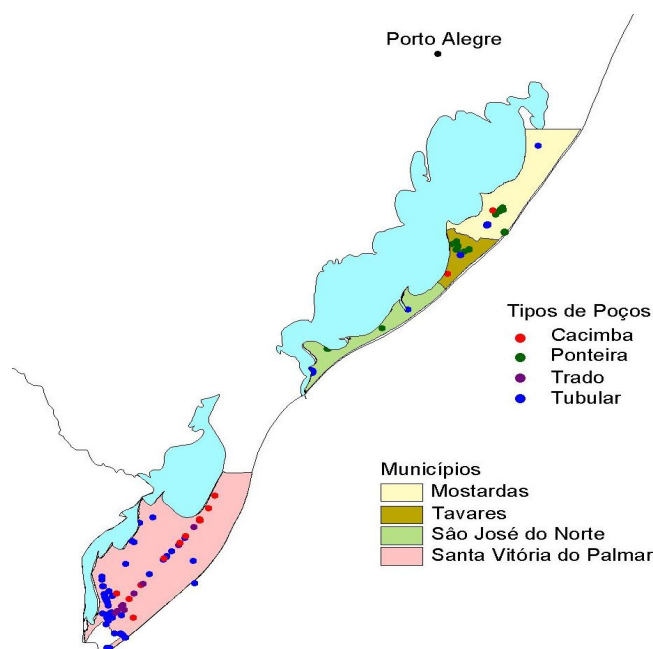 Porto Alegre
Tipos de Poços
Cacimba
Ponteira
Trado
Tubular
Municípios
Mostardas
Tavares
Sâo José do Norte
Santa Vitória do Palmar